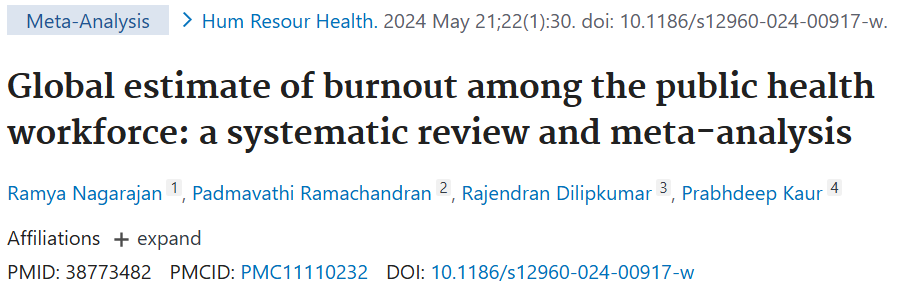 Meta-Analysis > Hum Resour Health. 2024 May 21;22(1):30. doi: 10.1186/s12960-024-00917-w.
Global estimate of burnout among the public health
workforce: a systematic review and meta-analysis
Ramya Nagarajan 1, Padmavathi Ramachandran 2, Rajendran Dilipkumar 3, Prabhdeep Kaur 4
Affiliations + expand
PMID: 38773482 PMCID: PMC11110232 DOI: 10.1186/s12960-024-00917-w